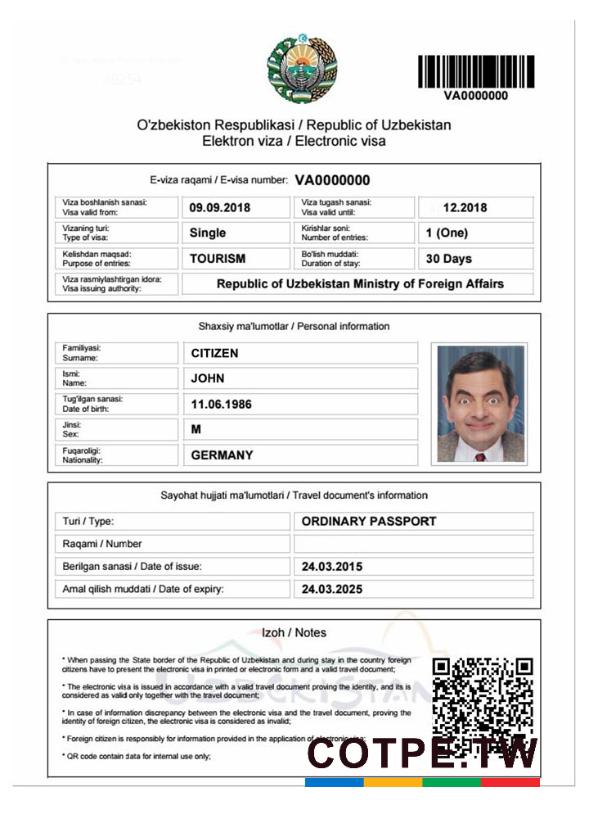 VA0000000
O'zbekiston Respublikasi / Republic of Uzbekistan
Elektron viza / Electronic visa
E-viza raqami / E-visa number: VA0000000
Viza boshlanish sanasi:
Visa valid from:
09.09.2018
Viza tugash sanasi:
Visa valid until:
12.2018
Vizaning turi:
Type of visa:
Single
Kirishlar soni:
Number of entries:
1 (One)
Kelishdan maqsad:
Purpose of entries:
TOURISM
Bo'lish muddati:
Duration of stay:
30 Days
Viza rasmiylashtirgan idora:
Visa issuing authority:
Republic of Uzbekistan Ministry of Foreign Affairs
Shaxsiy ma'lumotlar / Personal information
Familiyasi:
Surname:
CITIZEN
Ismi:
Name:
JOHN
Tug'ilgan sanasi:
Date of birth:
11.06.1986
Jinsi:
Sex:
M
Fuqaroligi:
Nationality:
GERMANY
Sayohat hujjati ma'lumotlari / Travel document's information
Turi / Type:
ORDINARY PASSPORT
Raqami / Number
Berilgan sanasi / Date of issue:
24.03.2015
Amal qilish muddati / Date of expiry:
24.03.2025
Izoh / Notes
* When passing the State border of the Republic of Uzbekistan and during stay in the country foreign
citizens have to present the electronic visa in printed or electronic form and a valid travel document;
* The electronic visa is issued in accordance with a valid travel document proving the identity, and its is
considered as valid only together with the travel document;
UZBEKISTAN
* In case of information discrepancy between the electronic visa and the travel document, proving the
identity of foreign citizen, the electronic visa is considered as invalid;
* Foreign citizen is responsibly for information provided in the application of electronic visa;
* QR code contain data for internal use only;
COTPE.TW